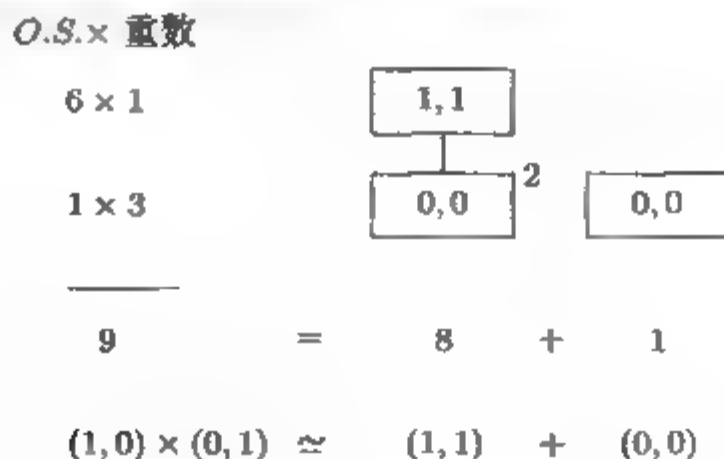 O.S.× 重数
6 × 1 1, 1
1 × 3 0, 0 2 0, 0
9 = 8 + 1
(1, 0) × (0, 1) ≃ (1, 1) + (0, 0)